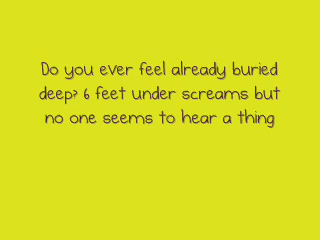 Do you ever feel already buried
deep? 6 feet under screams but
no one seems to hear a thing